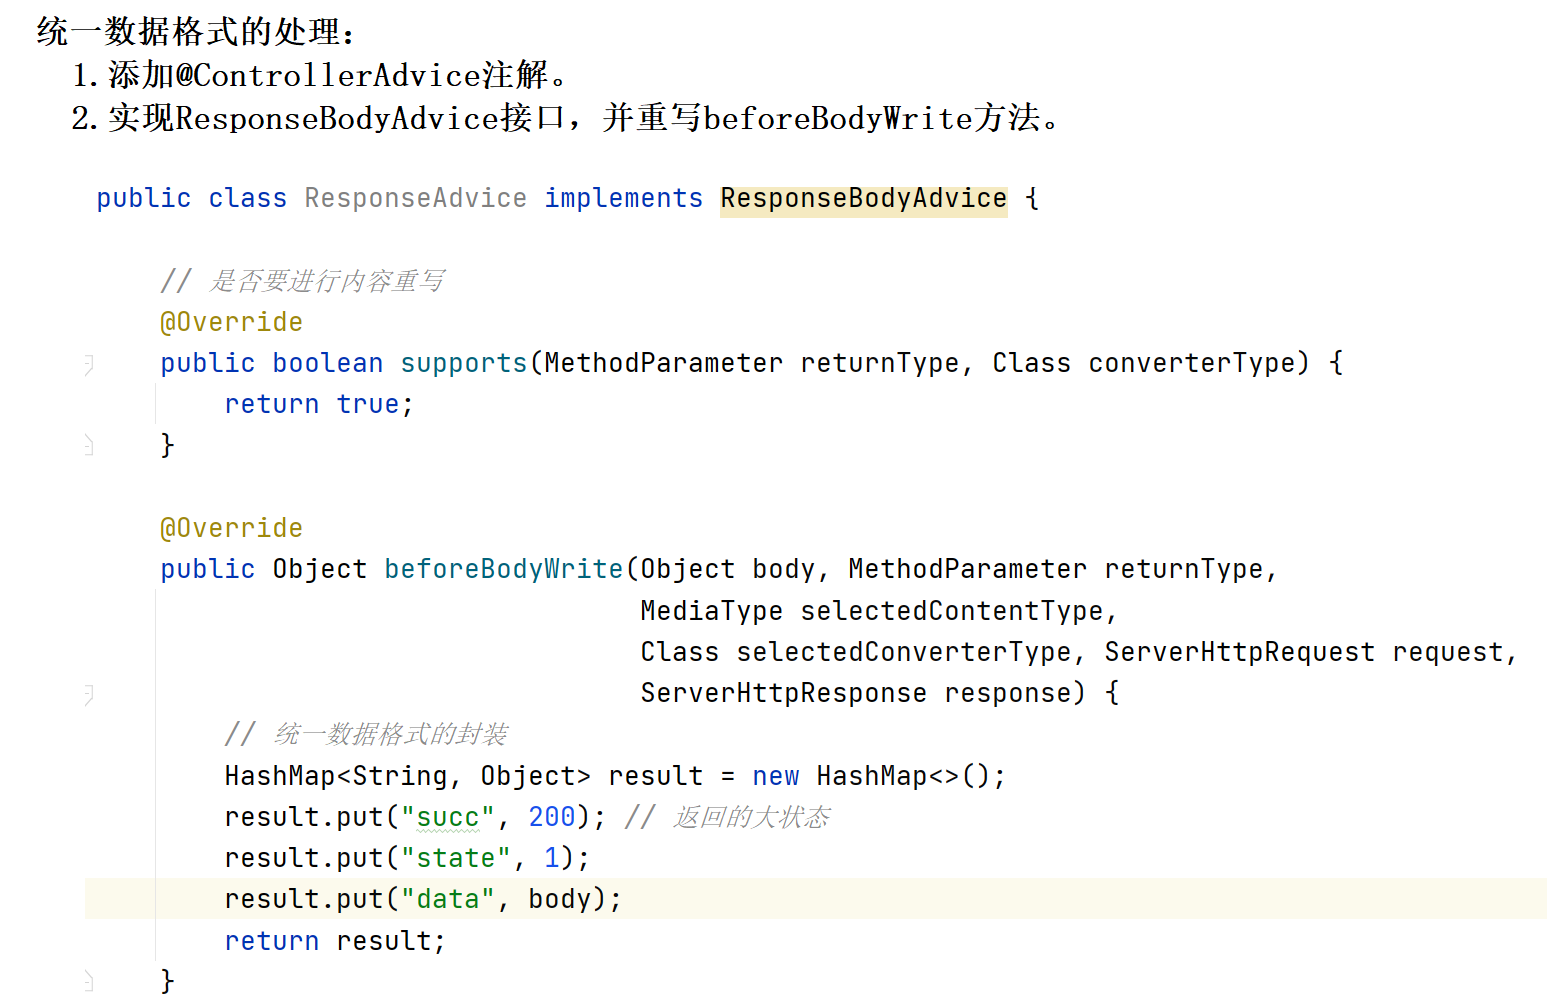 统一数据格式的处理：
1.添加@ControllerAdvice注解。
2.实现ResponseBodyAdvice接口，并重写beforeBodyWrite方法。
public class ResponseAdvice implements ResponseBodyAdvice {
// 是否要进行内容重写
@Override
public boolean supports(MethodParameter returnType, Class converterType) {
return true;
}
@Override
public Object beforeBodyWrite(Object body, MethodParameter returnType,
MediaType selectedContentType,
Class selectedConverterType, ServerHttpRequest request,
ServerHttpResponse response) {
// 统一数据格式的封装
HashMap<String, Object> result = new HashMap<>();
result.put("succ", 200); // 返回的大状态
result.put("state", 1);
result.put("data", body);
return result;
}